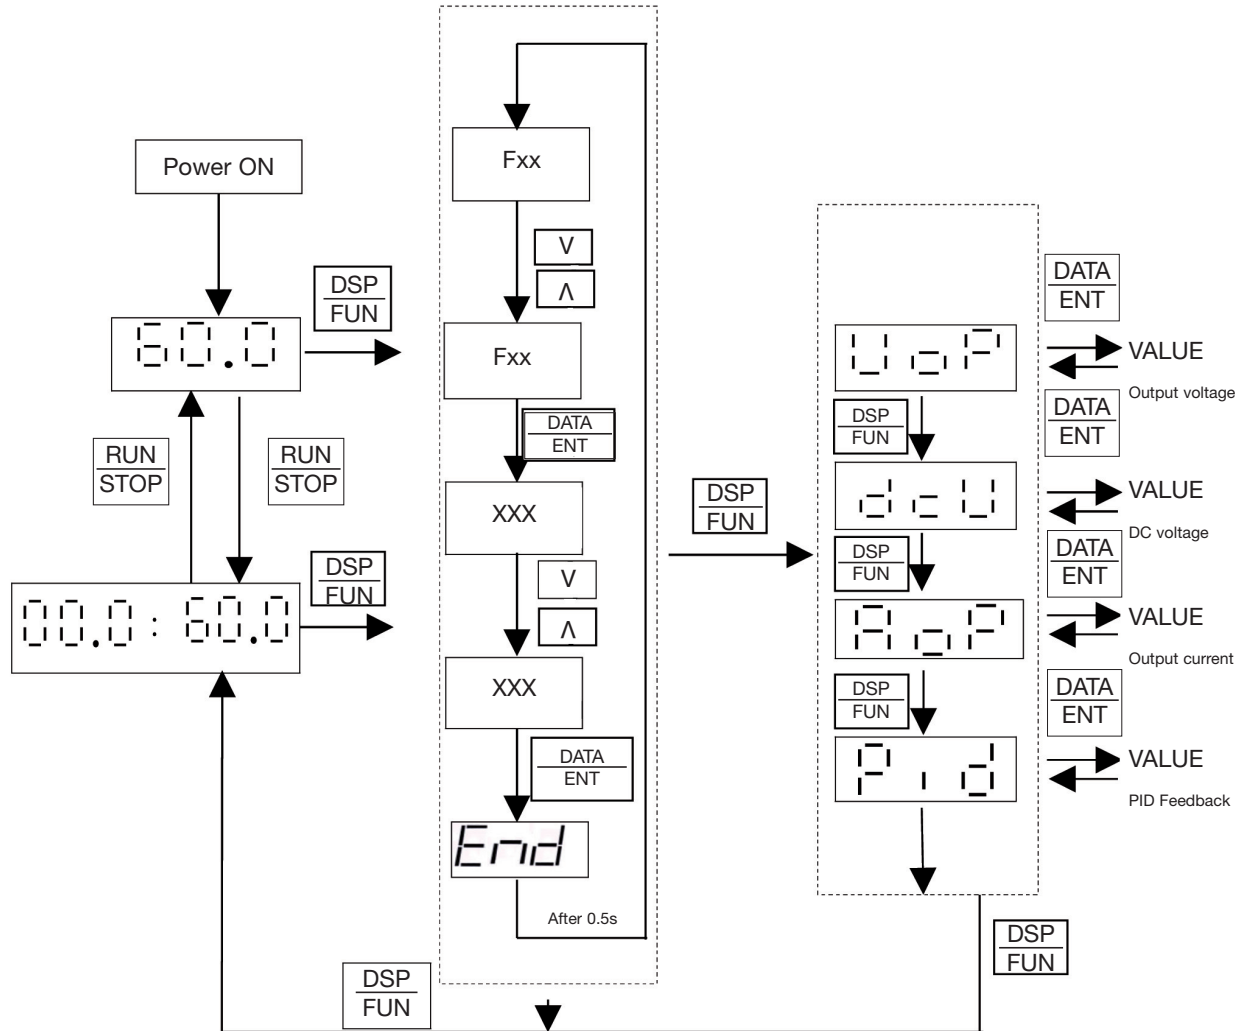 Power ON
60.0
DSP
FUN
RUN
STOP
RUN
STOP
00.0 : 60.0
DSP
FUN
Fxx
V
Λ
Fxx
DATA
ENT
XXX
V
Λ
XXX
DATA
ENT
End
After 0.5s
DSP
FUN
DSP
FUN
UoP
DATA
ENT
VALUE
Output voltage
DSP
FUN
DATA
ENT
dcU
VALUE
DC voltage
DSP
FUN
DATA
ENT
AoP
VALUE
Output current
DSP
FUN
DATA
ENT
Pid
VALUE
PID Feedback
DSP
FUN